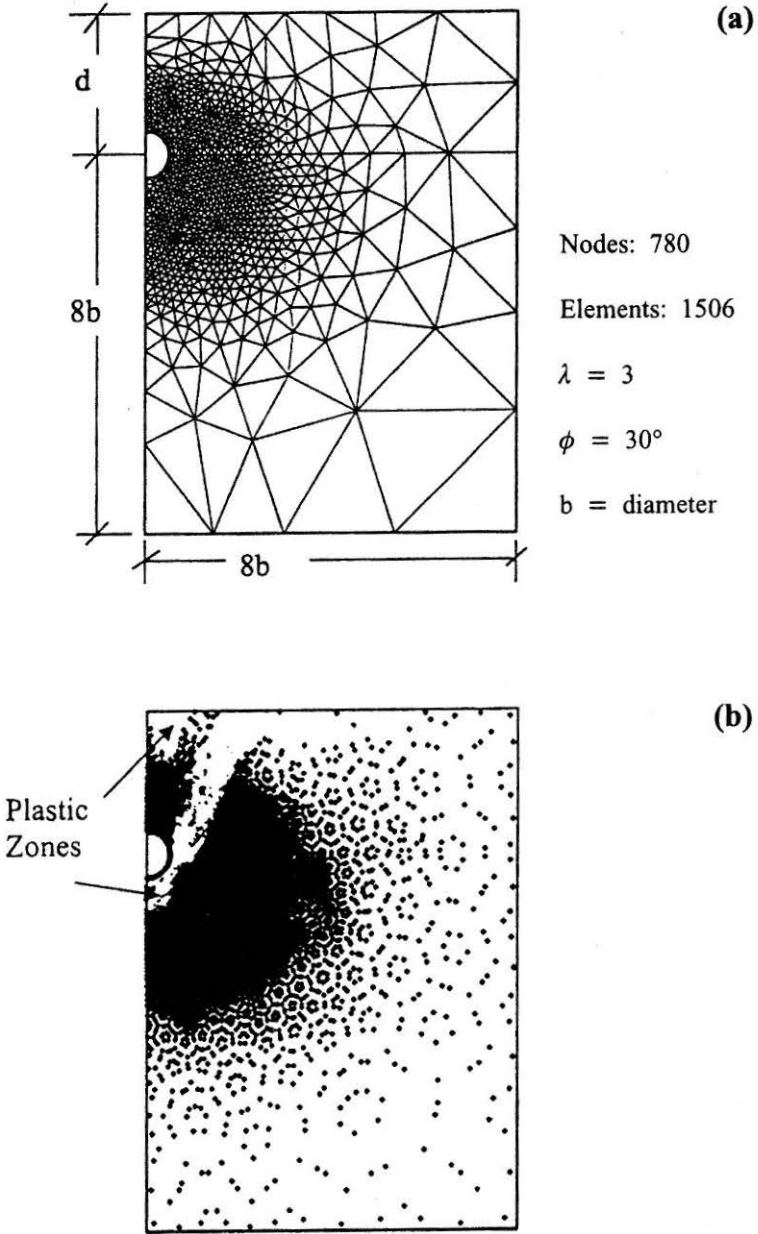 (a)
d
8b
8b
Nodes: 780
Elements: 1506
λ = 3
ϕ = 30°
b = diameter
(b)
Plastic
Zones